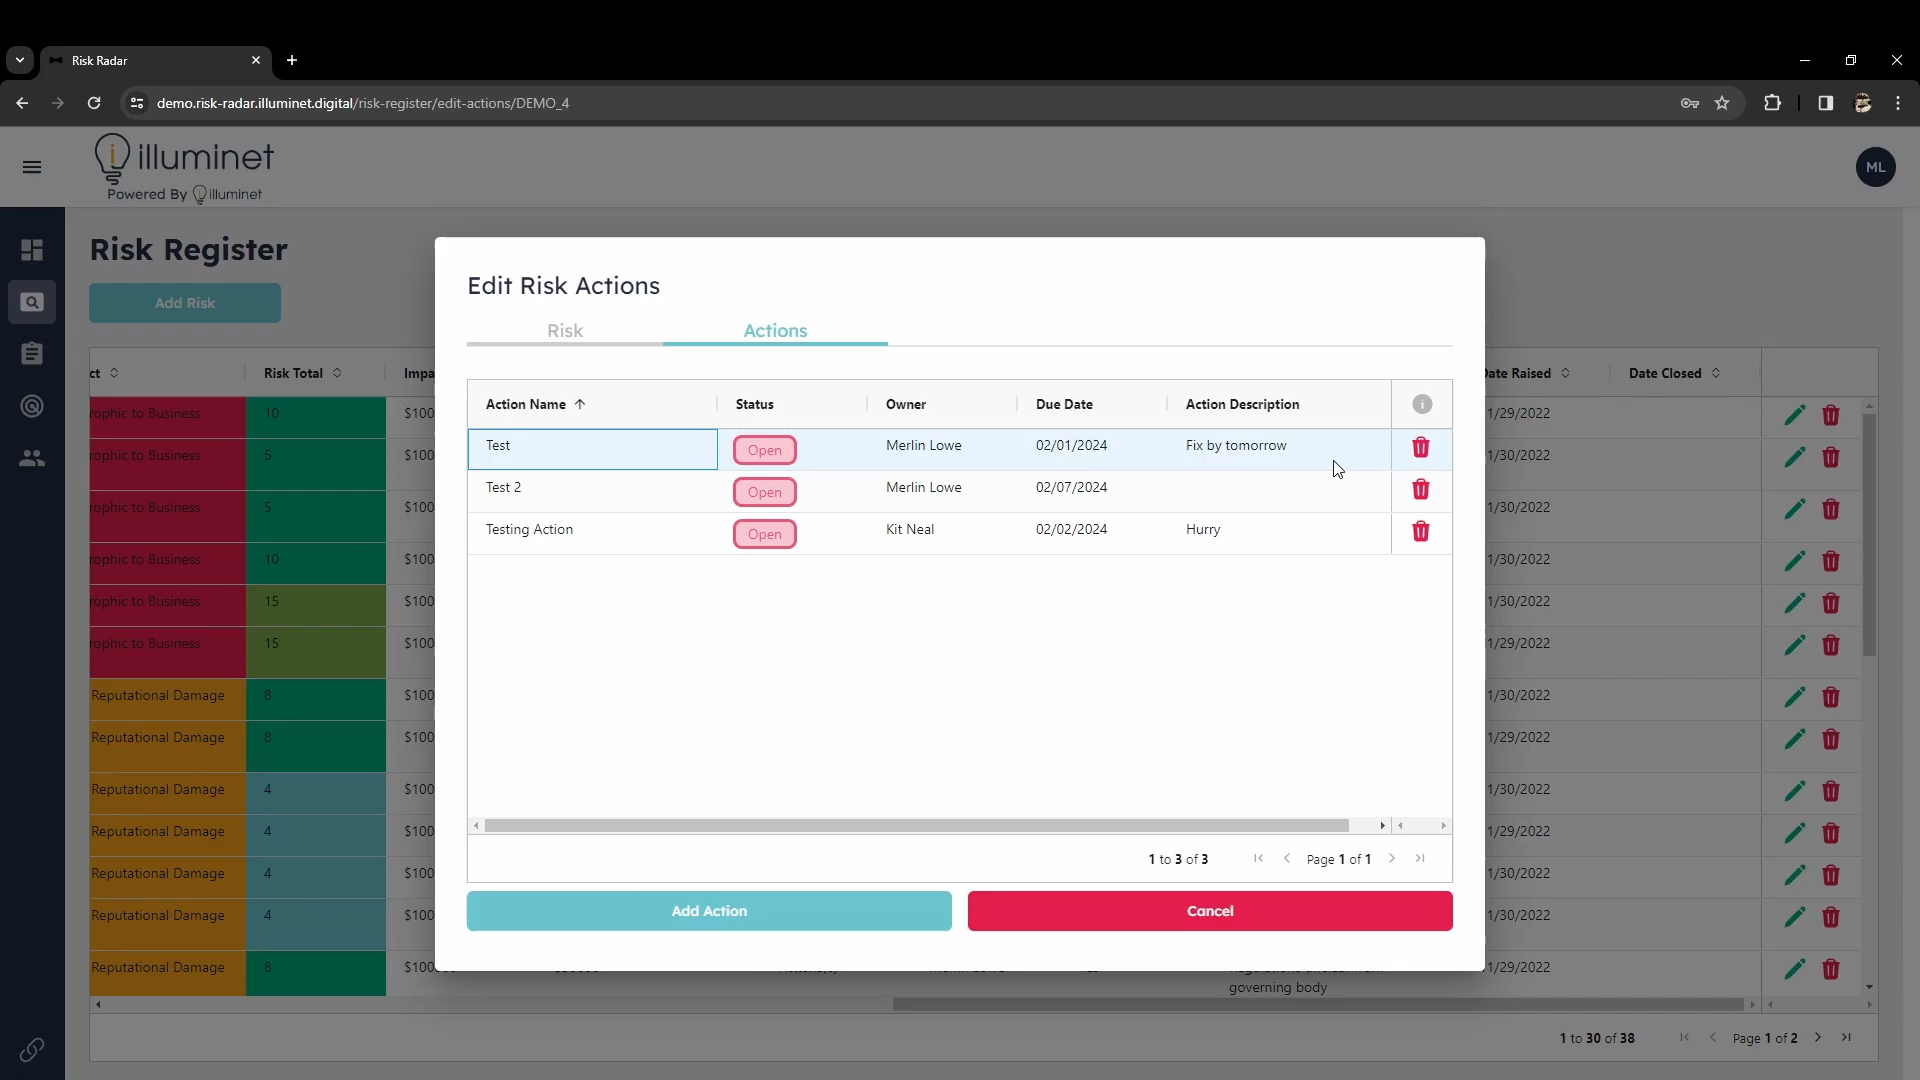 Risk Radar
demo.risk-radar.illuminet.digital/risk-register/edit-actions/DEMO_4
illuminet
Powered By illuminet
ML
Risk Register
Add Risk
ct Risk Total Impa
Date Raised Date Closed
rophic to Business 10 $100 1/29/2022
rophic to Business 5 $100 1/30/2022
rophic to Business 5 $100 1/30/2022
rophic to Business 10 $100 1/30/2022
rophic to Business 15 $100 1/30/2022
rophic to Business 15 $100 1/29/2022
Reputational Damage 8 $100 1/30/2022
Reputational Damage 8 $100 1/29/2022
Reputational Damage 4 $100 1/30/2022
Reputational Damage 4 $100 1/29/2022
Reputational Damage 4 $100 1/30/2022
Reputational Damage 4 $100 1/30/2022
Reputational Damage 8 $100 1/29/2022
governing body
1 to 30 of 38 Page 1 of 2
Edit Risk Actions
Risk Actions
Action Name Status Owner Due Date Action Description
Test Open Merlin Lowe 02/01/2024 Fix by tomorrow
Test 2 Open Merlin Lowe 02/07/2024
Testing Action Open Kit Neal 02/02/2024 Hurry
1 to 3 of 3 Page 1 of 1
Add Action Cancel